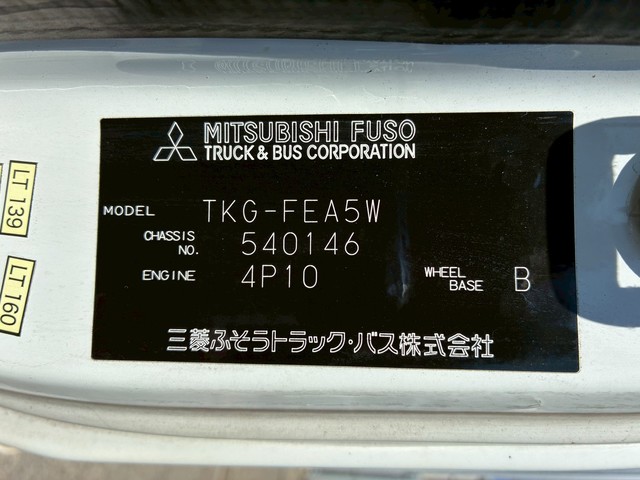 MITSUBISHI FUSO
TRUCK & BUS CORPORATION
MODEL TKG-FEA5W
CHASSIS NO. 540146
ENGINE 4P10
WHEEL BASE B
三菱ふそうトラック・バス株式会社
LT 139
LT 160